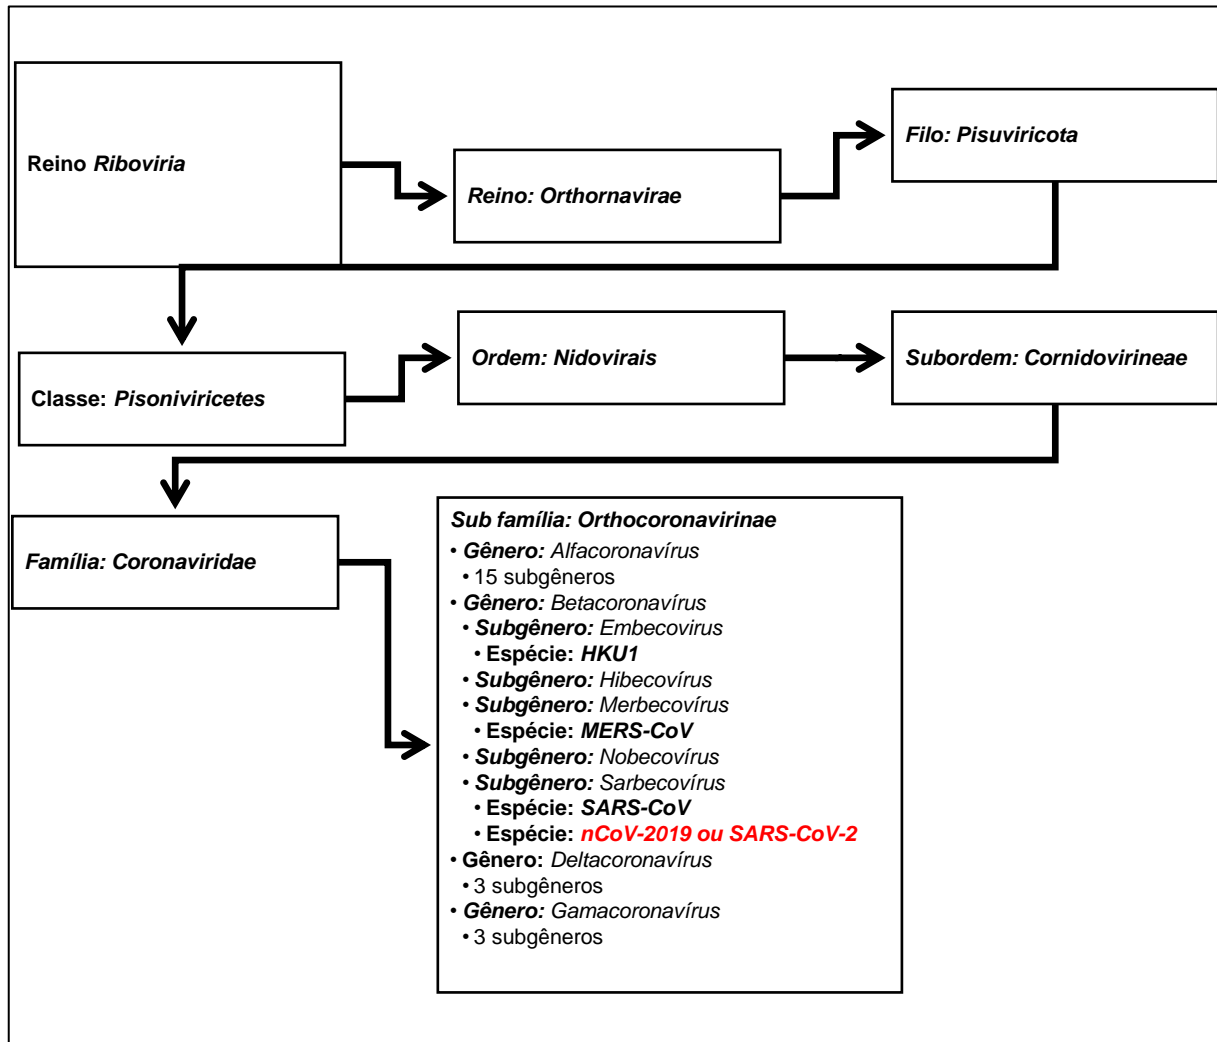 Reino Riboviria
Reino: Orthornavirae
Filo: Pisuviricota
Classe: Pisoniviricetes
Ordem: Nidovirais
Subordem: Cornidovirineae
Família: Coronaviridae
Sub família: Orthocoronavirinae
• Gênero: Alfacoronavírus
• 15 subgêneros
• Gênero: Betacoronavírus
• Subgênero: Embecovirus
• Espécie: HKU1
• Subgênero: Hibecovírus
• Subgênero: Merbecovírus
• Espécie: MERS-CoV
• Subgênero: Nobecovírus
• Subgênero: Sarbecovírus
• Espécie: SARS-CoV
• Espécie: nCoV-2019 ou SARS-CoV-2
• Gênero: Deltacoronavírus
• 3 subgêneros
• Gênero: Gamacoronavírus
• 3 subgêneros